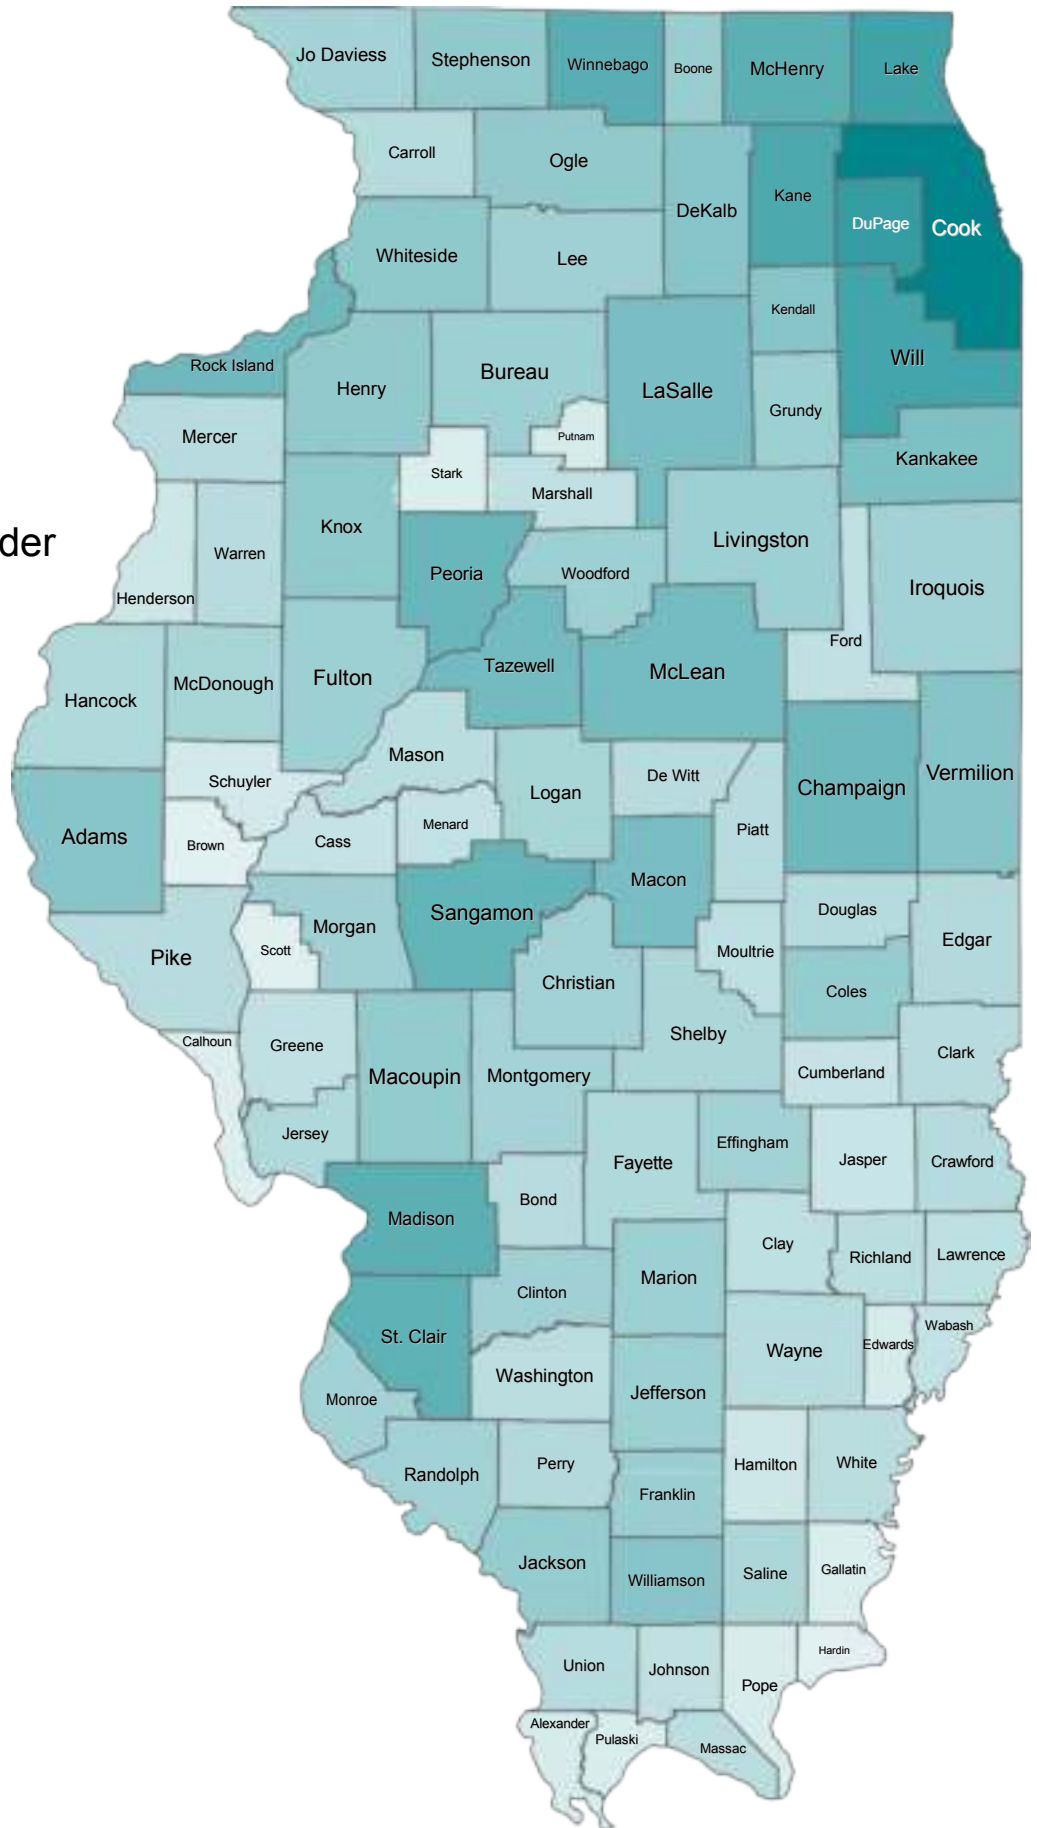 Jo Daviess
Stephenson
Winnebago
Boone
McHenry
Lake
Carroll
Ogle
DeKalb
Kane
DuPage
Cook
Whiteside
Lee
Kendall
Rock Island
Henry
Bureau
LaSalle
Will
Grundy
Mercer
Putnam
Kankakee
Stark
Marshall
der
Knox
Warren
Livingston
Peoria
Woodford
Iroquois
Henderson
Ford
Tazewell
McLean
Fulton
McDonough
Hancock
Mason
Schuyler
De Witt
Vermilion
Champaign
Logan
Menard
Piatt
Adams
Brown
Cass
Macon
Sangamon
Douglas
Morgan
Edgar
Scott
Moultrie
Pike
Christian
Coles
Shelby
Calhoun
Greene
Clark
Cumberland
Macoupin
Montgomery
Jersey
Effingham
Fayette
Jasper
Crawford
Bond
Madison
Clay
Richland
Lawrence
Marion
Clinton
St. Clair
Wabash
Edwards
Wayne
Washington
Jefferson
Monroe
Perry
Hamilton
White
Randolph
Franklin
Jackson
Williamson
Saline
Gallatin
Hardin
Union
Johnson
Pope
Alexander
Pulaski
Massac